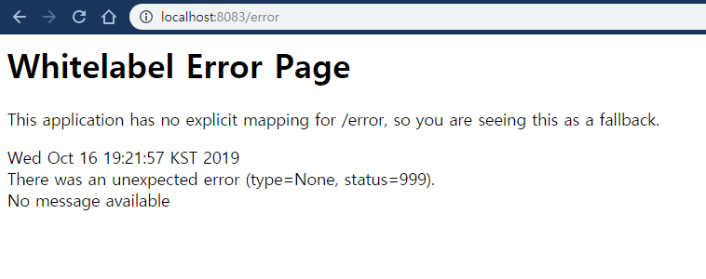 localhost:8083/error
Whitelabel Error Page
This application has no explicit mapping for /error, so you are seeing this as a fallback.
Wed Oct 16 19:21:57 KST 2019
There was an unexpected error (type=None, status=999).
No message available